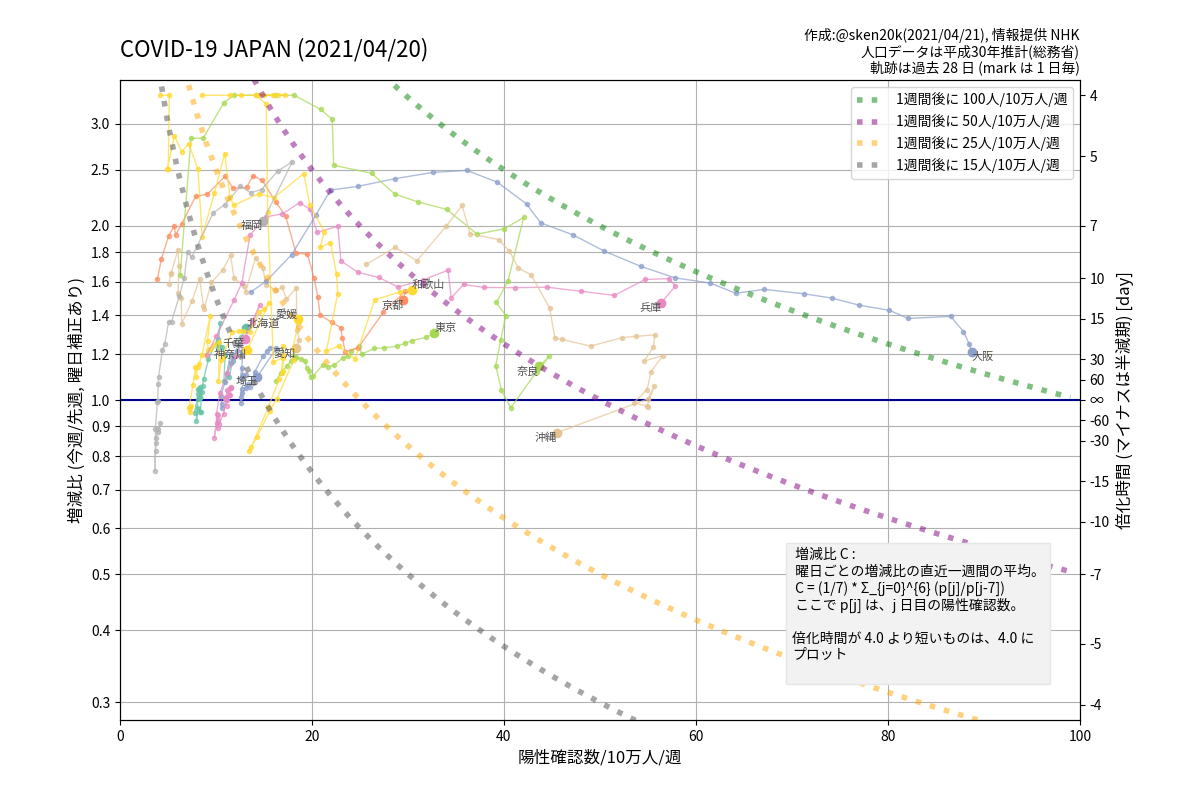 COVID-19 JAPAN (2021/04/20)
作成:@sken20k(2021/04/21), 情報提供 NHK
人口データは平成30年推計(総務省)
軌跡は過去 28 日 (mark は 1 日毎)
1週間後に 100人/10万人/週
1週間後に 50人/10万人/週
1週間後に 25人/10万人/週
1週間後に 15人/10万人/週
増減比 (今週/先週, 曜日補正あり)
3.0
2.5
2.0
1.8
1.6
1.4
1.2
1.0
0.9
0.8
0.7
0.6
0.5
0.4
0.3
4
5
7
10
15
30
60
∞
-60
-30
-15
-10
-7
-5
-4
倍化時間 (マイナスは半減期) [day]
福岡
和歌山
京都
兵庫
愛媛
北海道
東京
千葉
神奈川
愛知
大阪
奈良
埼玉
沖縄
増減比 C :
曜日ごとの増減比の直近一週間の平均。
C = (1/7) * Σ_{j=0}^{6} (p[j]/p[j-7])
ここで p[j] は、j 日目の陽性確認数。
倍化時間が 4.0 より短いものは、4.0 に
プロット
0
20
40
60
80
100
陽性確認数/10万人/週